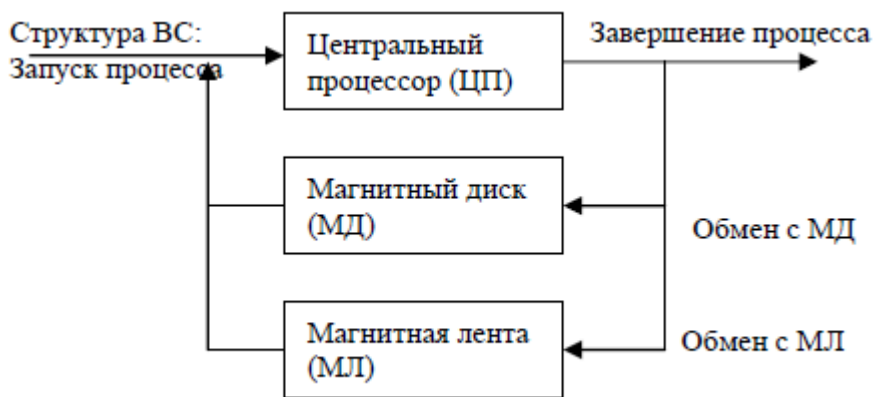 Структура ВС:
Запуск процесса
Центральный
процессор (ЦП)
Завершение процесса
Магнитный диск
(МД)
Обмен с МД
Магнитная лента
(МЛ)
Обмен с МЛ